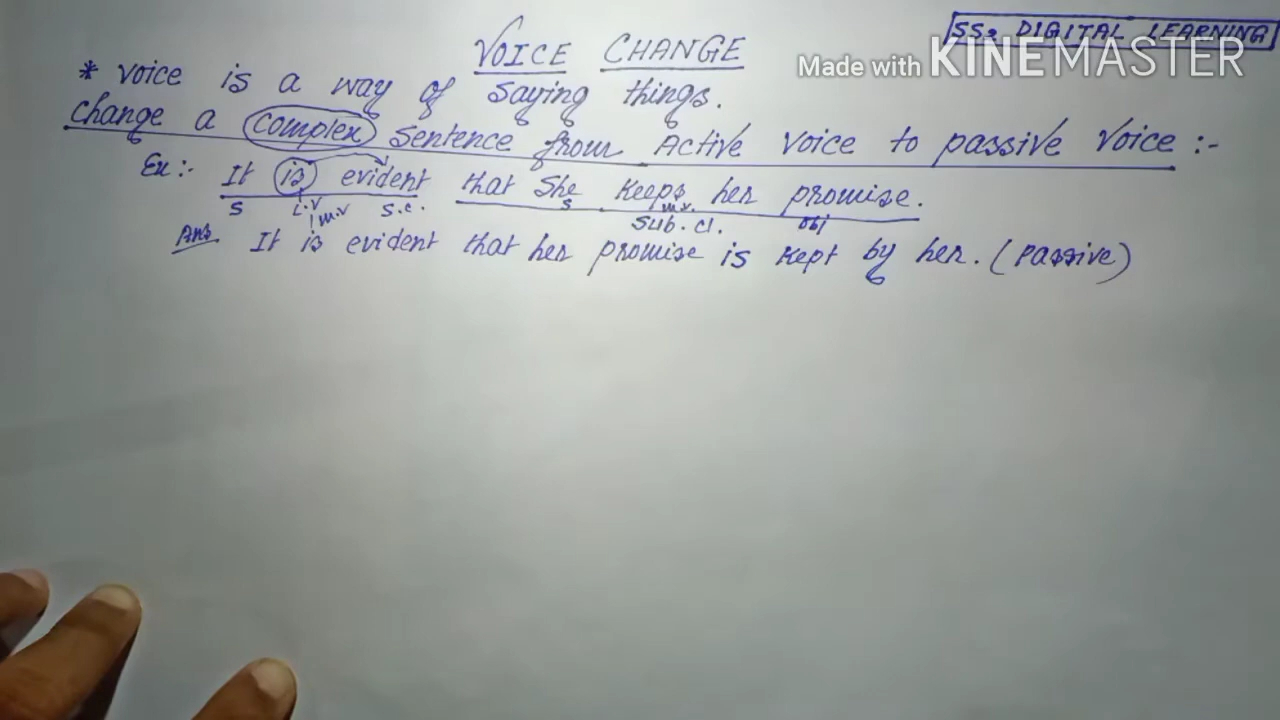 SS. DIGITAL LEARNING
Made with KINEMASTER
VOICE CHANGE
* Voice is a way of saying things.
Change a Complex Sentence from Active Voice to passive Voice :-
Ex:- It is evident that She keeps her promise.
S L.V S.C. S m.v. obj
m.v Sub. cl.
Ans It is evident that her promise is kept by her. (Passive)